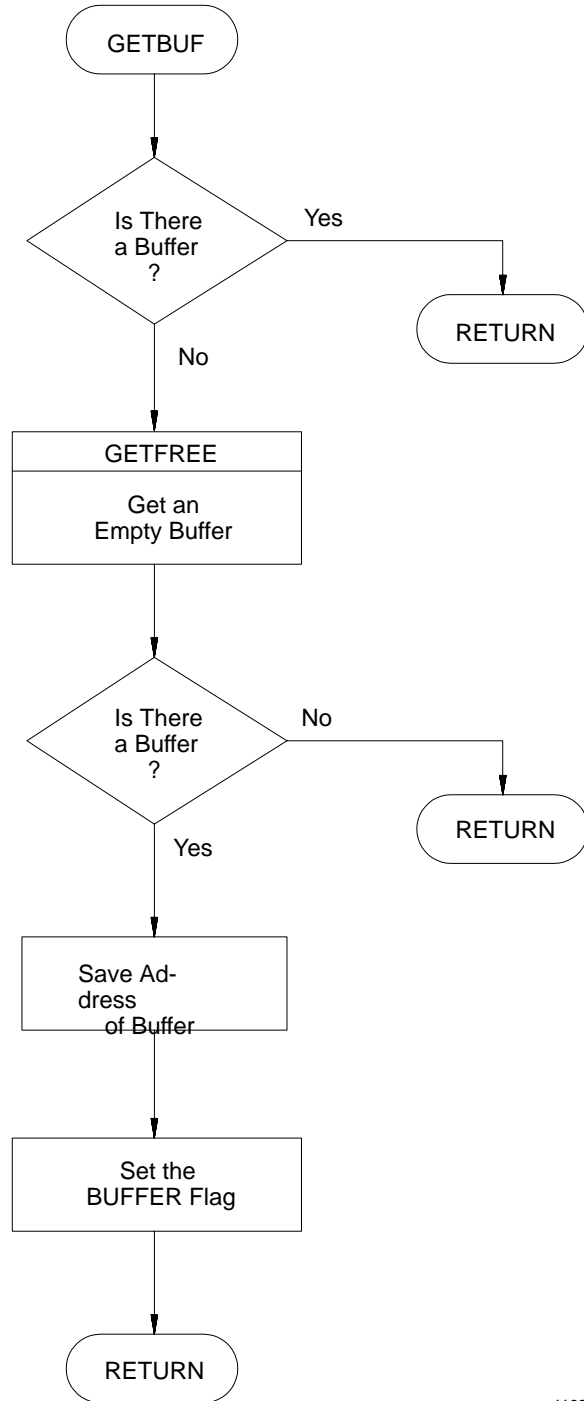 GETBUF
Is There
a Buffer
?
Yes
RETURN
No
GETFREE
Get an
Empty Buffer
Is There
a Buffer
?
No
RETURN
Yes
Save Ad-
dress
of Buffer
Set the
BUFFER Flag
RETURN